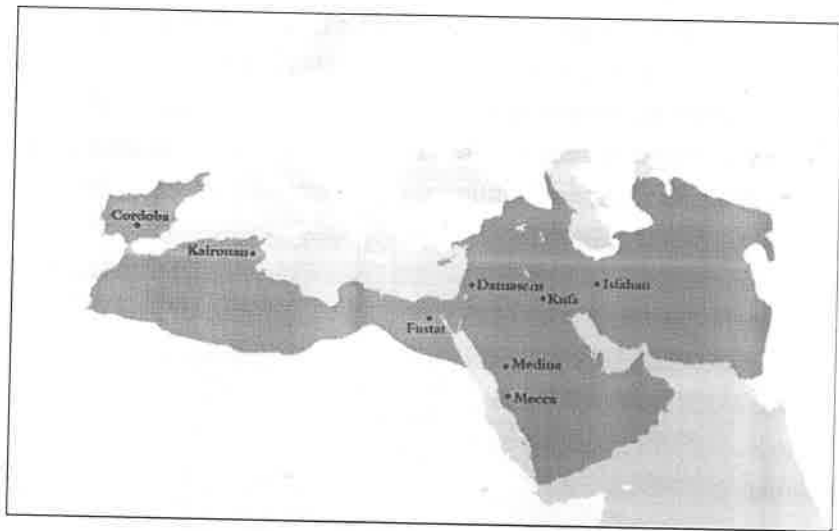 Cordoba
Kairouan
Damascus
Isfahan
Kufa
Fustat
Medina
Mecca